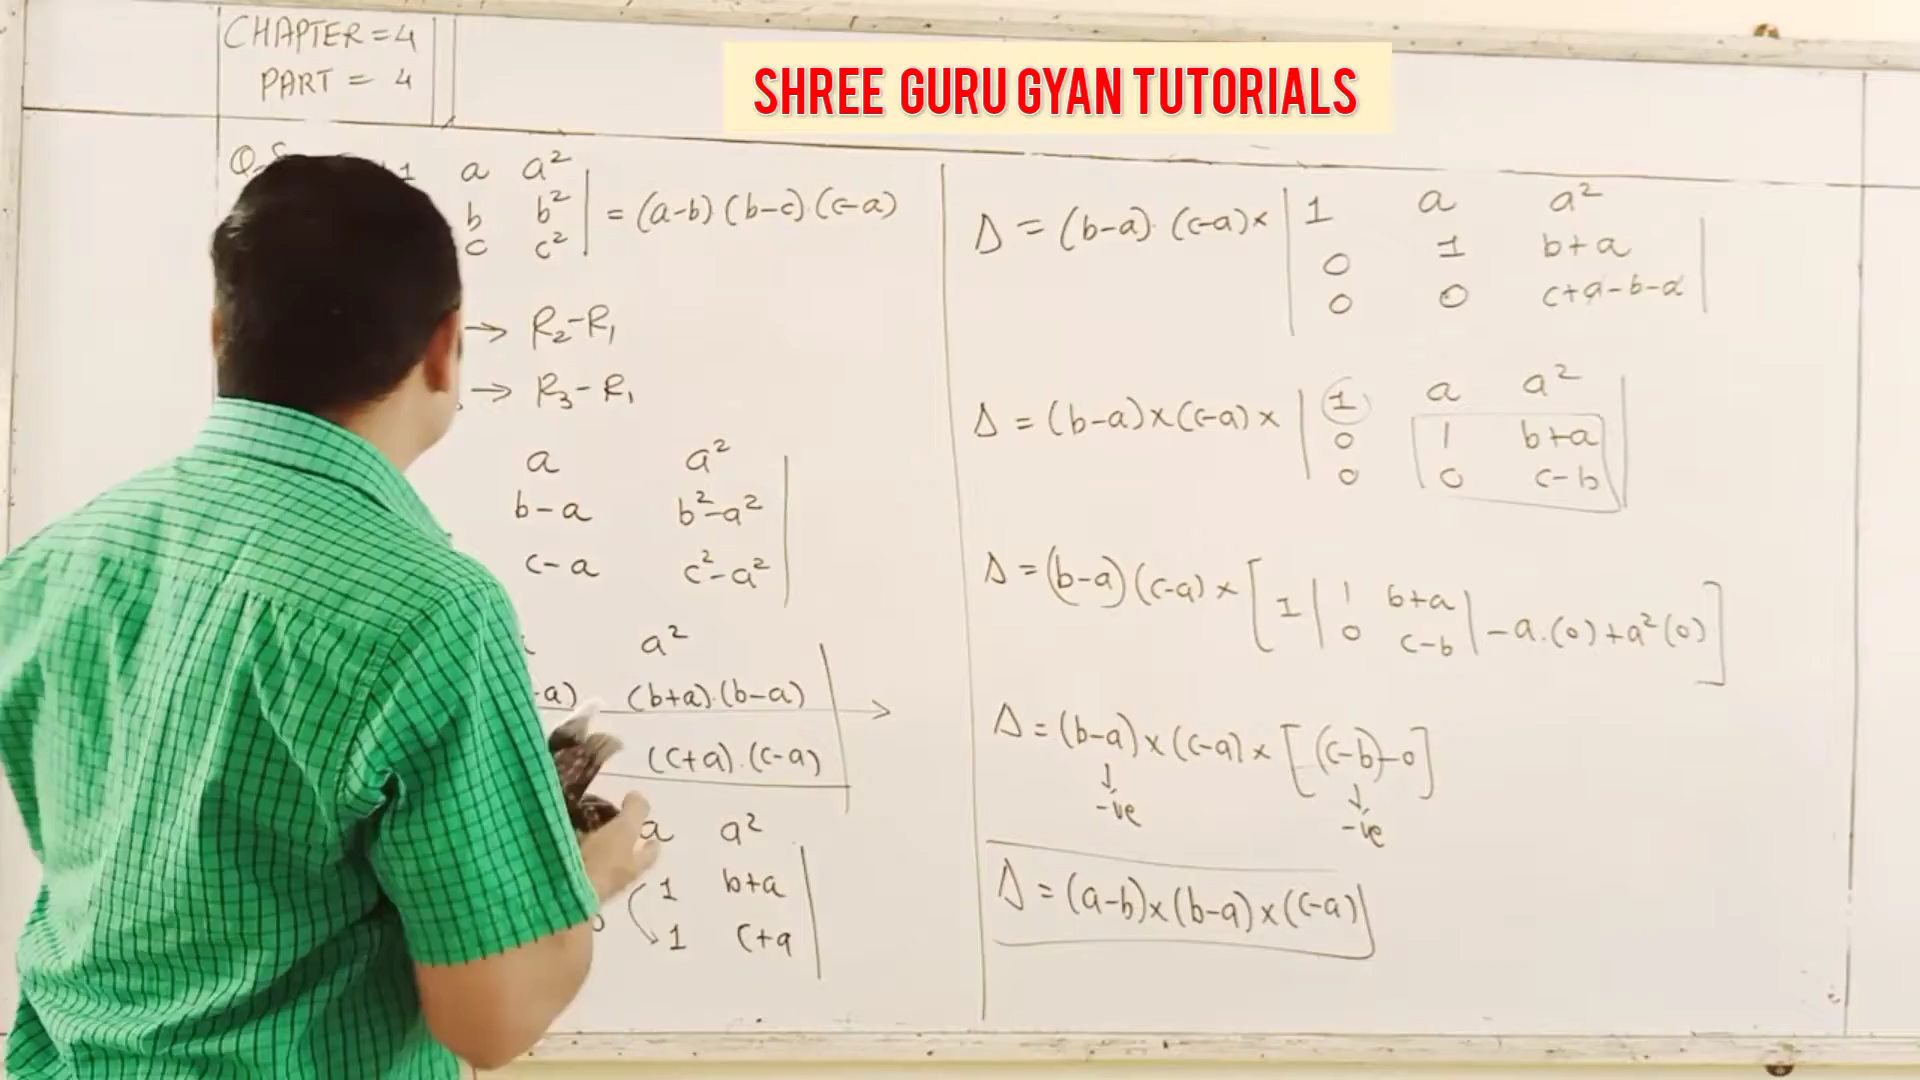 CHAPTER=4
PART = 4
SHREE GURU GYAN TUTORIALS
1 a a²
b b² = (a-b) (b-c).(c-a)
c c²
→ R₂-R₁
→ R₃-R₁
a a²
b-a b²-a²
c-a c²-a²
a²
-a) (b+a).(b-a) →
(c+a).(c-a)
a a²
1 b+a
1 c+a
Δ = (b-a).(c-a)× | 1 a a² |
0 1 b+a
0 0 c+a-b-a
Δ = (b-a)×(c-a)× | 1 a a² |
0 1 b+a
0 0 c-b
Δ = (b-a)(c-a)× [ 1 | 1 b+a | -a.(0)+a²(0) ]
0 c-b
Δ = (b-a)×(c-a)× [(c-b)-0]
↓ ↓
-ve -ve
Δ = (a-b)×(b-a)×(c-a)